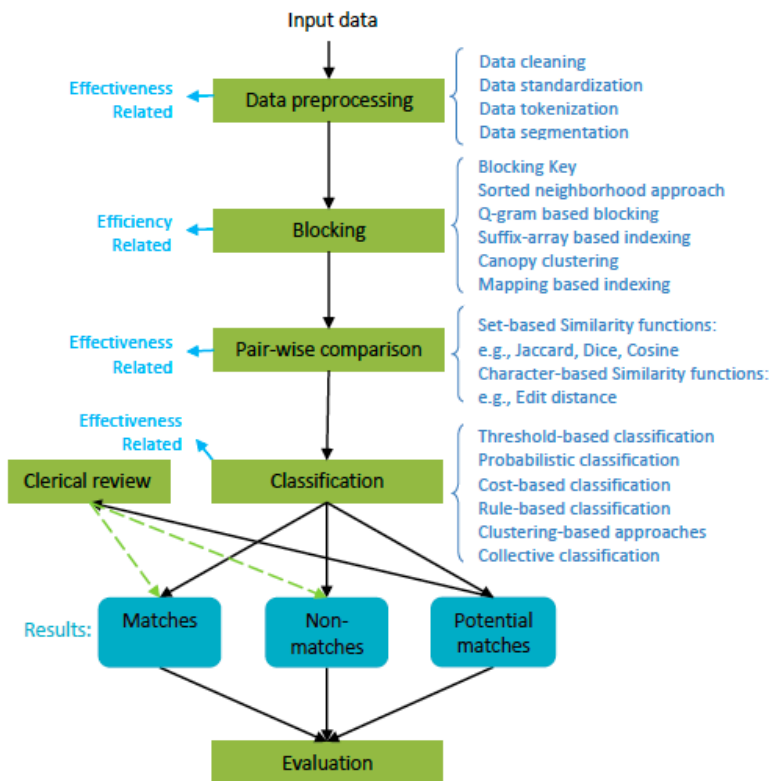 Input data
Effectiveness
Related
Data preprocessing
Data cleaning
Data standardization
Data tokenization
Data segmentation
Efficiency
Related
Blocking
Blocking Key
Sorted neighborhood approach
Q-gram based blocking
Suffix-array based indexing
Canopy clustering
Mapping based indexing
Effectiveness
Related
Pair-wise comparison
Set-based Similarity functions:
e.g., Jaccard, Dice, Cosine
Character-based Similarity functions:
e.g., Edit distance
Effectiveness
Related
Clerical review
Classification
Threshold-based classification
Probabilistic classification
Cost-based classification
Rule-based classification
Clustering-based approaches
Collective classification
Results:
Matches
Non-
matches
Potential
matches
Evaluation